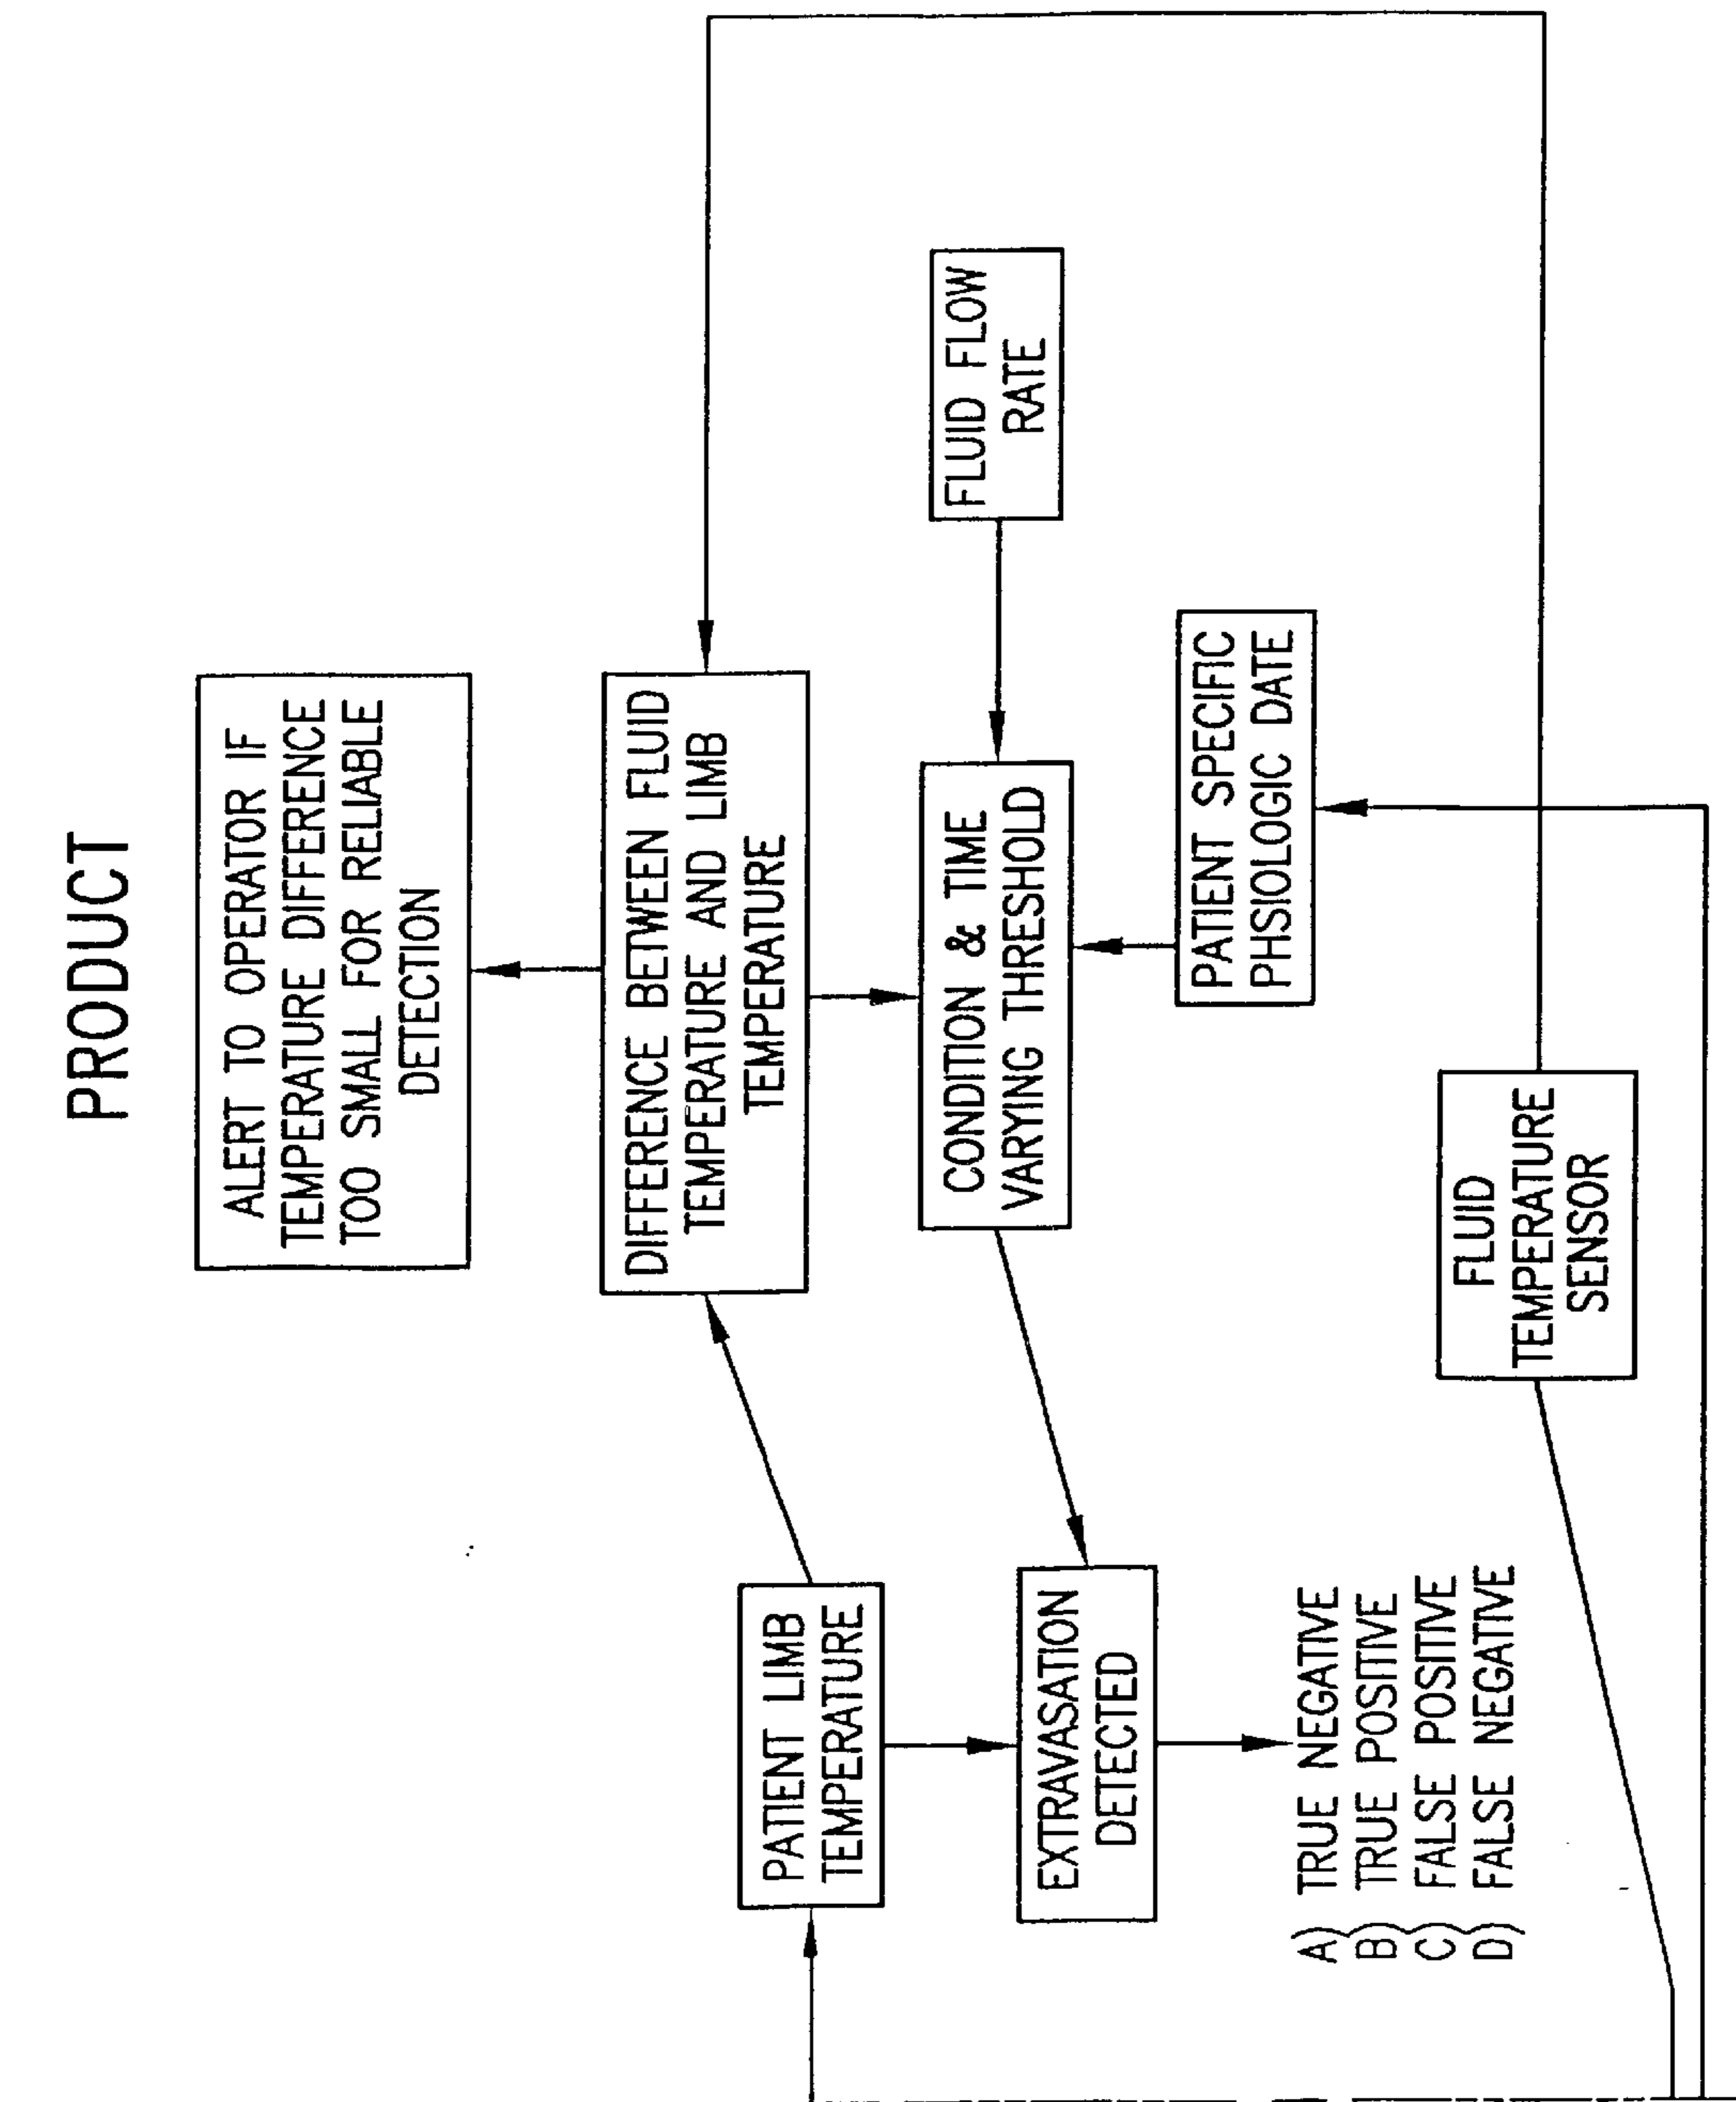 PRODUCT
ALERT TO OPERATOR IF
TEMPERATURE DIFFERENCE
TOO SMALL FOR RELIABLE
DETECTION
DIFFERENCE BETWEEN FLUID
TEMPERATURE AND LIMB
TEMPERATURE
PATIENT LIMB
TEMPERATURE
CONDITION & TIME
VARYING THRESHOLD
FLUID FLOW
RATE
EXTRAVASATION
DETECTED
PATIENT SPECIFIC
PHSIOLOGIC DATE
A) TRUE NEGATIVE
B) TRUE POSITIVE
C) FALSE POSITIVE
D) FALSE NEGATIVE
FLUID
TEMPERATURE
SENSOR